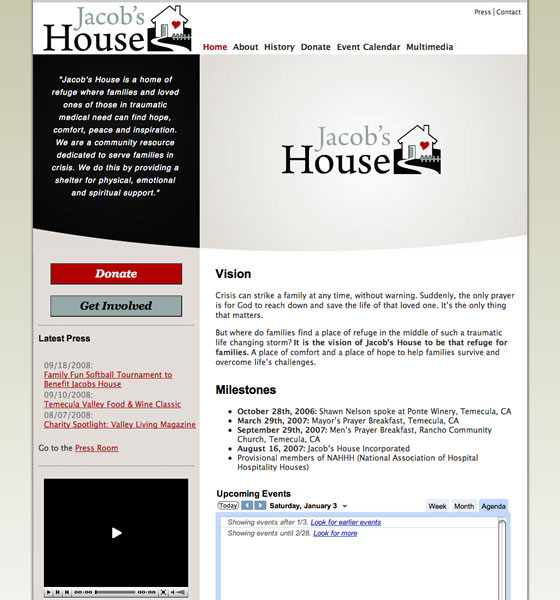 Jacob's
House
Press | Contact
Home About History Donate Event Calendar Multimedia
"Jacob's House is a home of
refuge where families and loved
ones of those in traumatic
medical need can find hope,
comfort, peace and inspiration.
We are a community resource
dedicated to serve families in
crisis. We do this by providing a
shelter for physical, emotional
and spiritual support."
Jacob's
House
Donate
Get Involved
Latest Press
09/18/2008:
Family Fun Softball Tournament to
Benefit Jacobs House
09/10/2008:
Temecula Valley Food & Wine Classic
08/07/2008:
Charity Spotlight: Valley Living Magazine
Go to the Press Room
00:00 00:00
Vision
Crisis can strike a family at any time, without warning. Suddenly, the only prayer
is for God to reach down and save the life of that loved one. It's the only thing
that matters.
But where do families find a place of refuge in the middle of such a traumatic
life changing storm? It is the vision of Jacob's House to be that refuge for
families. A place of comfort and a place of hope to help families survive and
overcome life's challenges.
Milestones
• October 28th, 2006: Shawn Nelson spoke at Ponte Winery, Temecula, CA
• March 29th, 2007: Mayor's Prayer Breakfast, Temecula, CA
• September 29th, 2007: Men's Prayer Breakfast, Rancho Community
Church, Temecula, CA
• August 16, 2007: Jacob's House Incorporated
• Provisional members of NAHHH (National Association of Hospital
Hospitality Houses)
Upcoming Events
Today Saturday, January 3 Week Month Agenda
Showing events after 1/3. Look for earlier events
Showing events until 2/28. Look for more